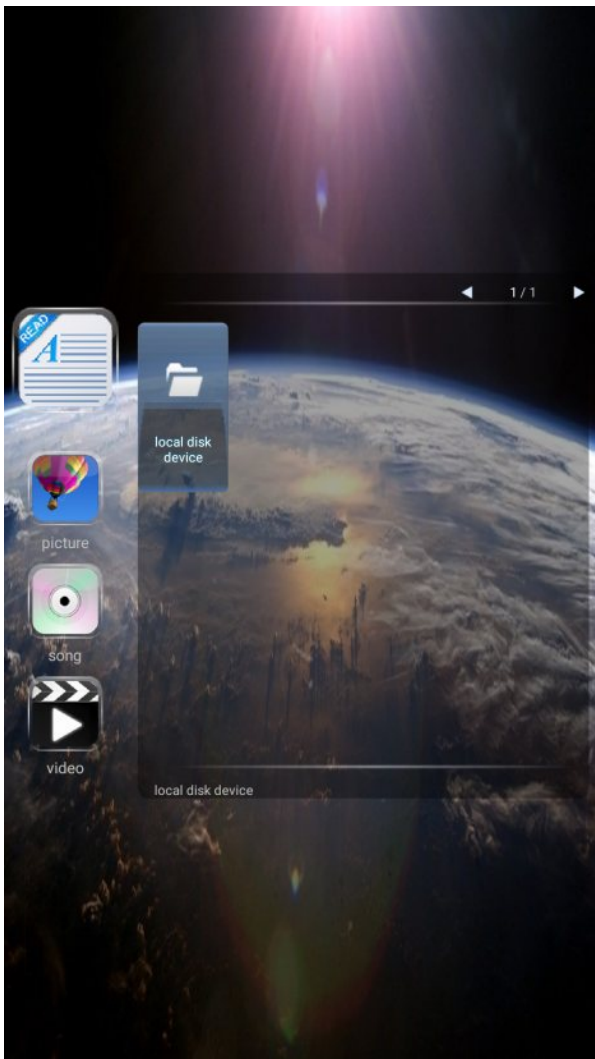 1 / 1
READ
A
local disk
device
picture
song
video
local disk device